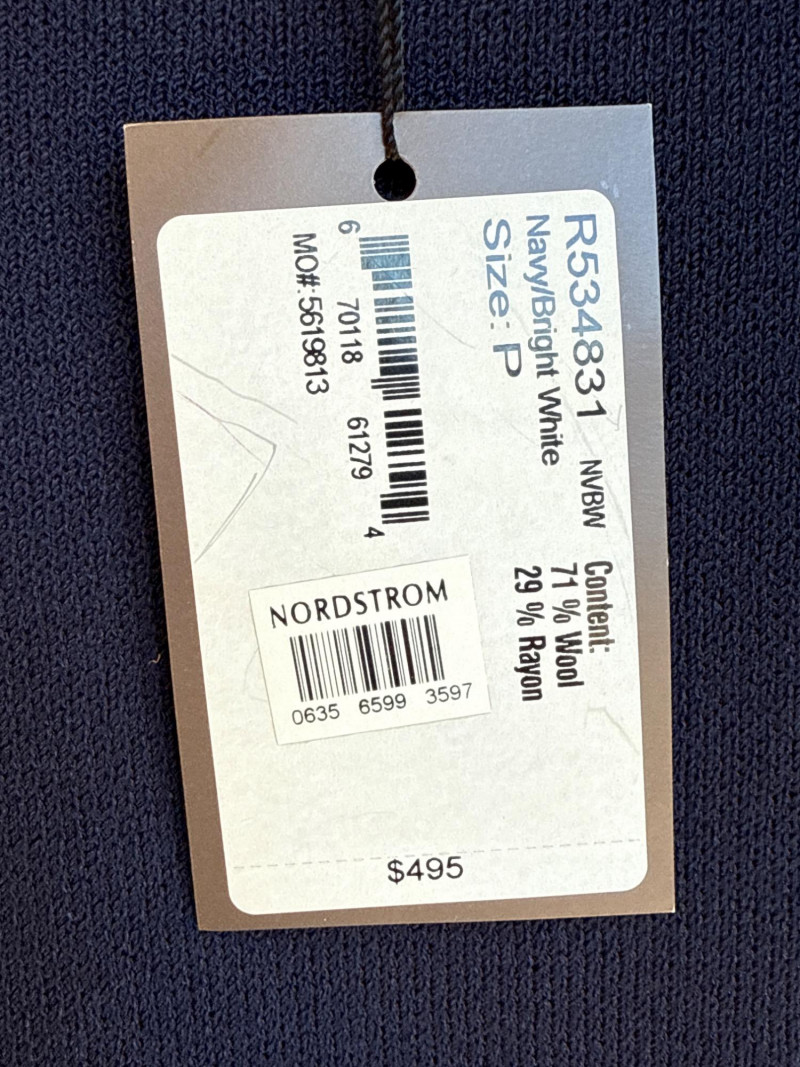 R534831 NVBW
Navy/Bright White
Size: P
Content:
71 % Wool
29 % Rayon
6 70118 61279 4
MO#:5619813
NORDSTROM
0635 6599 3597
$495